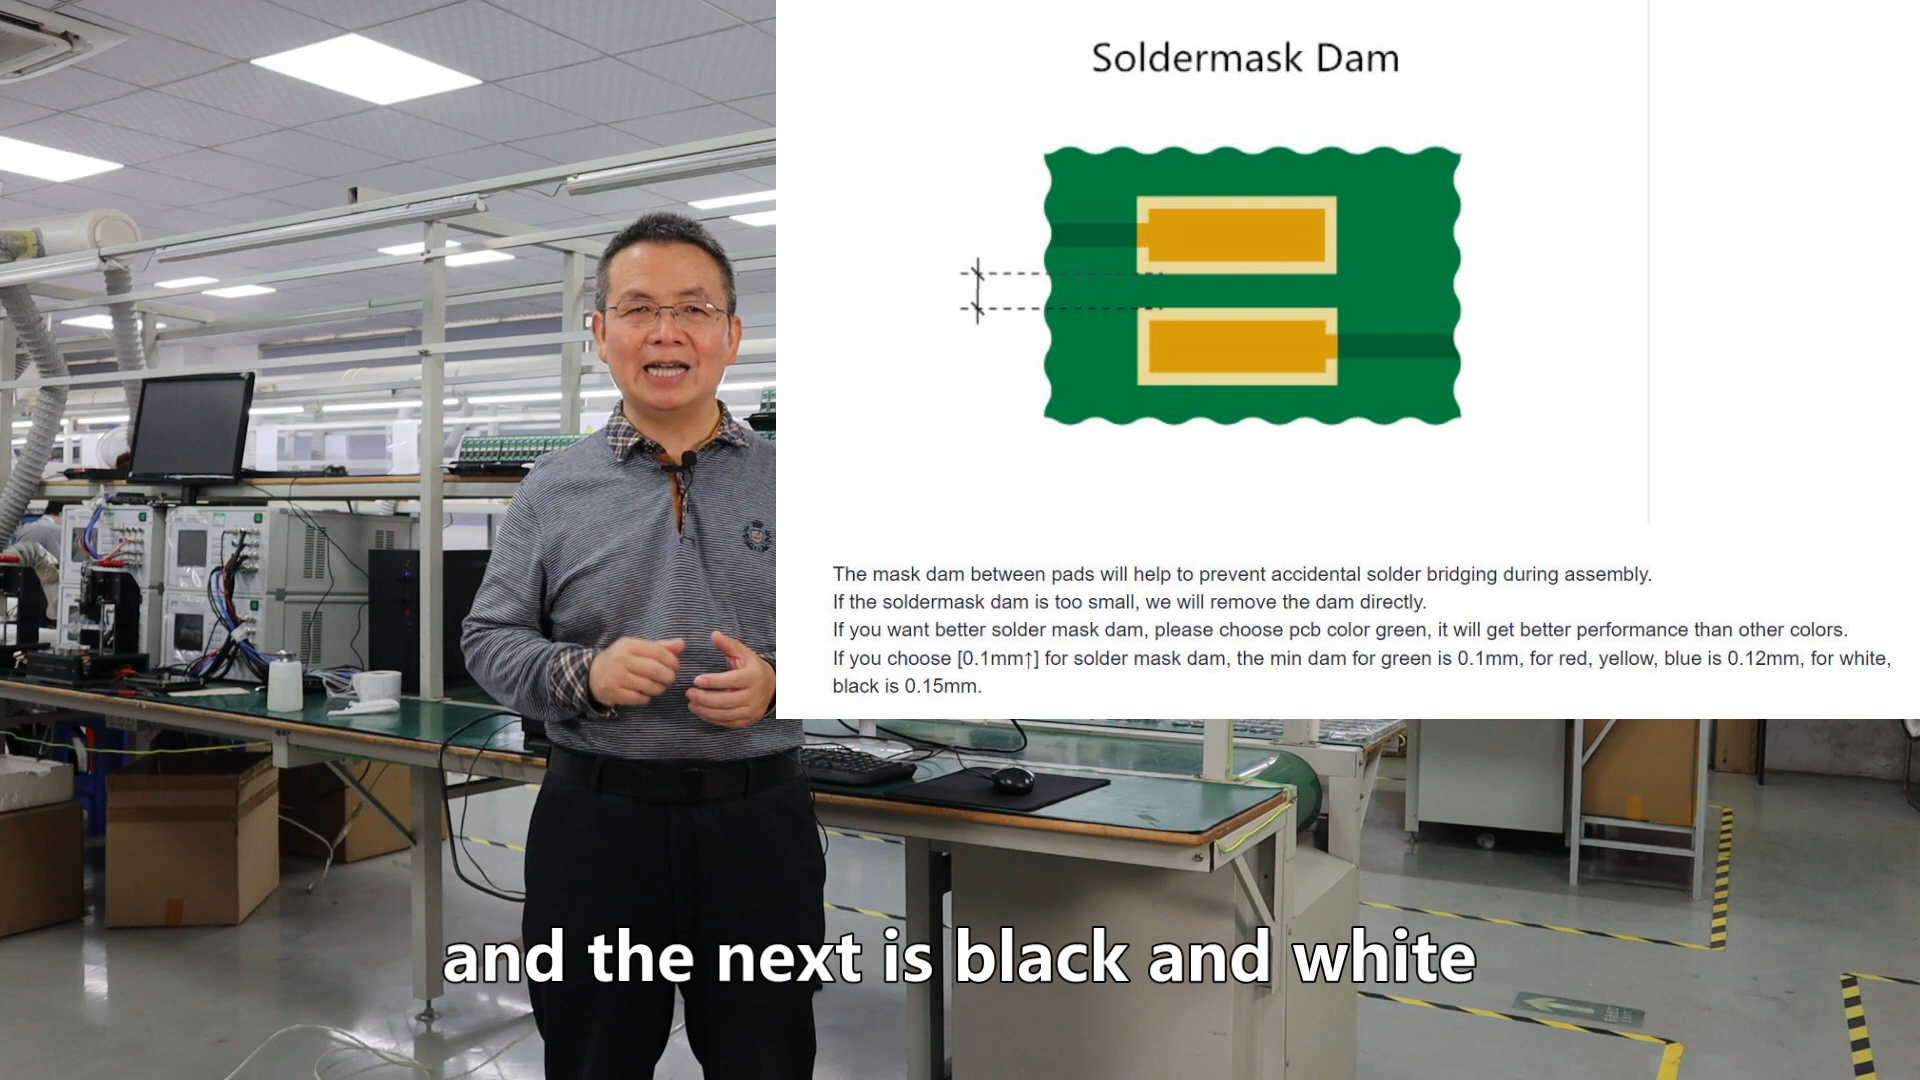 Soldermask Dam
The mask dam between pads will help to prevent accidental solder bridging during assembly.
If the soldermask dam is too small, we will remove the dam directly.
If you want better solder mask dam, please choose pcb color green, it will get better performance than other colors.
If you choose [0.1mm↑] for solder mask dam, the min dam for green is 0.1mm, for red, yellow, blue is 0.12mm, for white,
black is 0.15mm.
and the next is black and white